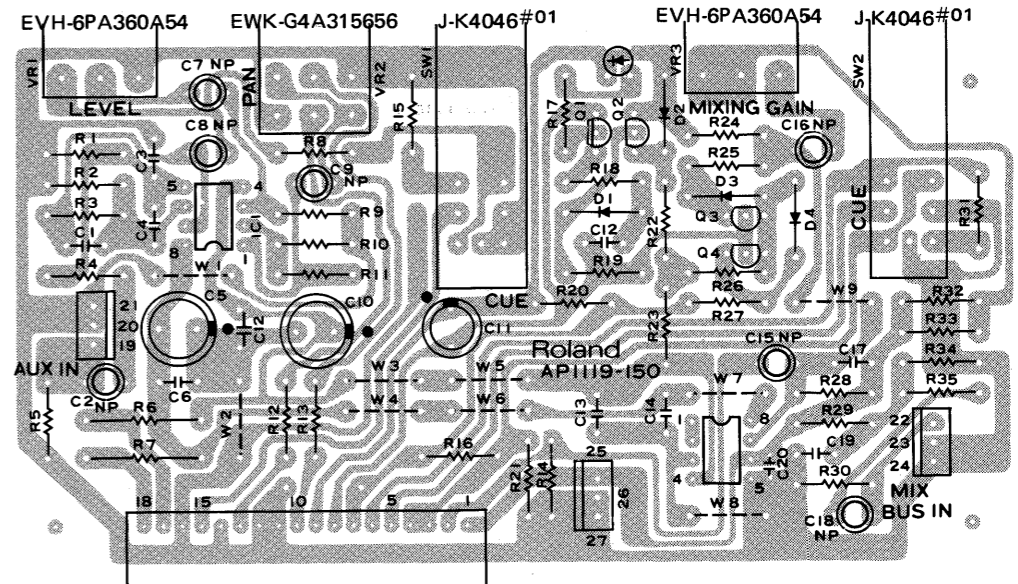 EVH-6PA360A54 EWK-G4A315656 J-K4046#01 EVH-6PA360A54 J-K4046#01
VR1 C7 NP PAN VR2 SW1 VR3 SW2
LEVEL R15 R17 Q1 Q2 D2 MIXING GAIN
R1 C3 C8 NP R8 R24 C16 NP
R2 5 4 C9 NP R18 R25
R3 D1 D3 CUE R31
C4 IC1 R9 R22 Q3 D4
C1 R10 C12 Q4
R4 8 W1 1 R11 R19 R26
21 C5 C10 CUE R20 R27 W9 R32
20 C12 C11 R23 R33
19 Roland C15 NP C17 R34
AUX IN AP1119-150
C2 NP C6 W3 W5 W7 R28 R35
R5 R6 W2 R12 R13 W4 W6 C13 C14 1 8 R29 22
R7 R16 25 C19 23
R21 R14 4 5 C20 R30 24
18 15 10 5 1 26 W8 MIX
27 C18 NP BUS IN